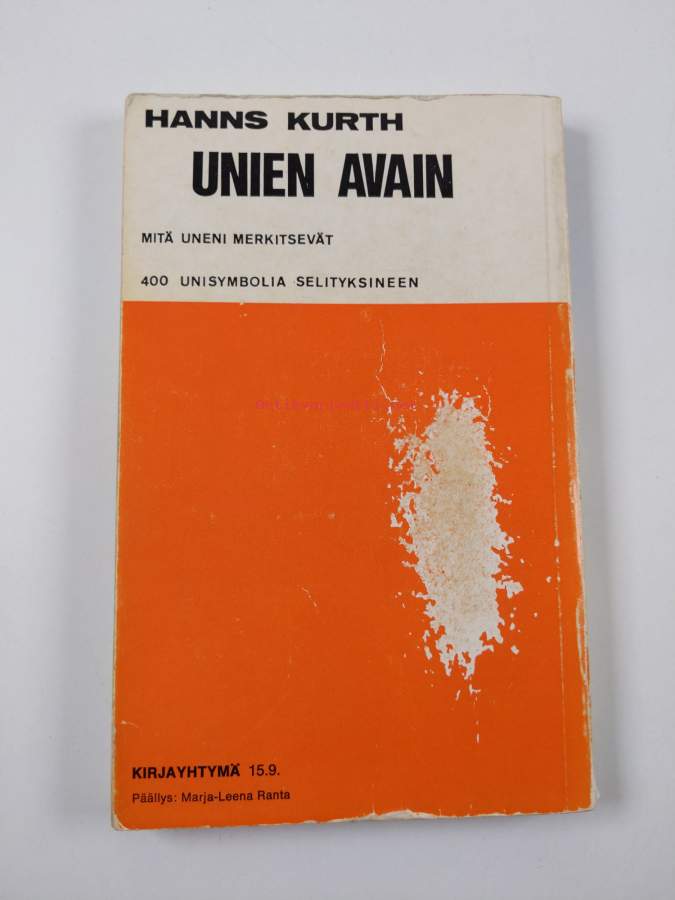 HANNS KURTH
UNIEN AVAIN
MITÄ UNENI MERKITSEVÄT
400 UNISYMBOLIA SELITYKSINEEN
KIRJAYHTYMÄ 15.9.
Päällys: Marja-Leena Ranta